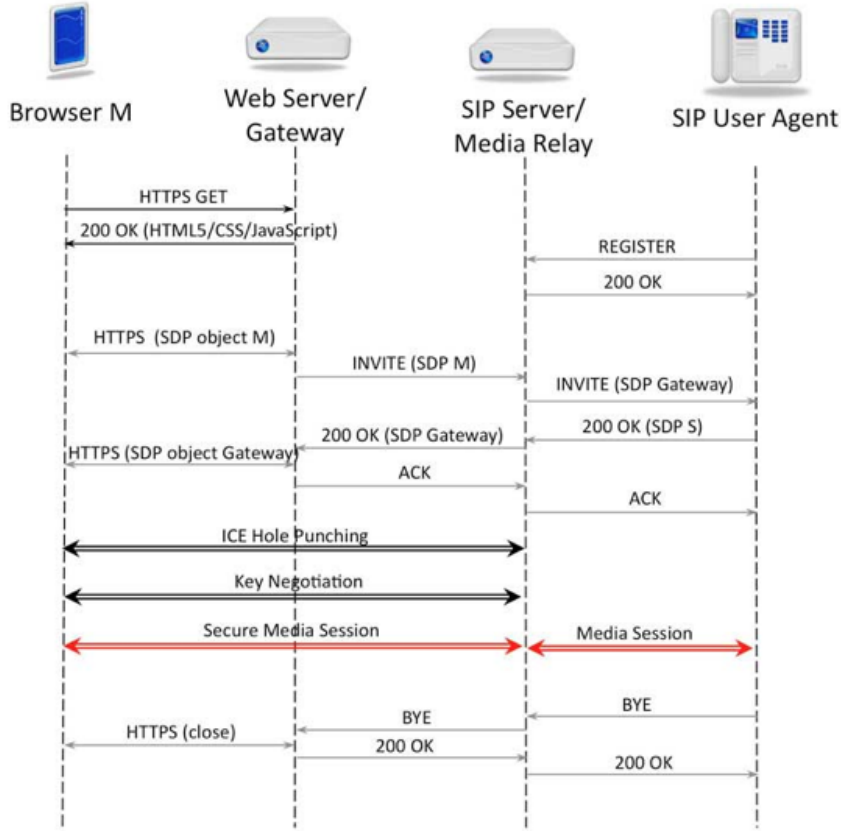 Browser M
Web Server/
Gateway
SIP Server/
Media Relay
SIP User Agent
HTTPS GET
200 OK (HTML5/CSS/JavaScript)
REGISTER
200 OK
HTTPS (SDP object M)
INVITE (SDP M)
INVITE (SDP Gateway)
200 OK (SDP S)
200 OK (SDP Gateway)
HTTPS (SDP object Gateway)
ACK
ACK
ICE Hole Punching
Key Negotiation
Secure Media Session
Media Session
BYE
BYE
HTTPS (close)
200 OK
200 OK